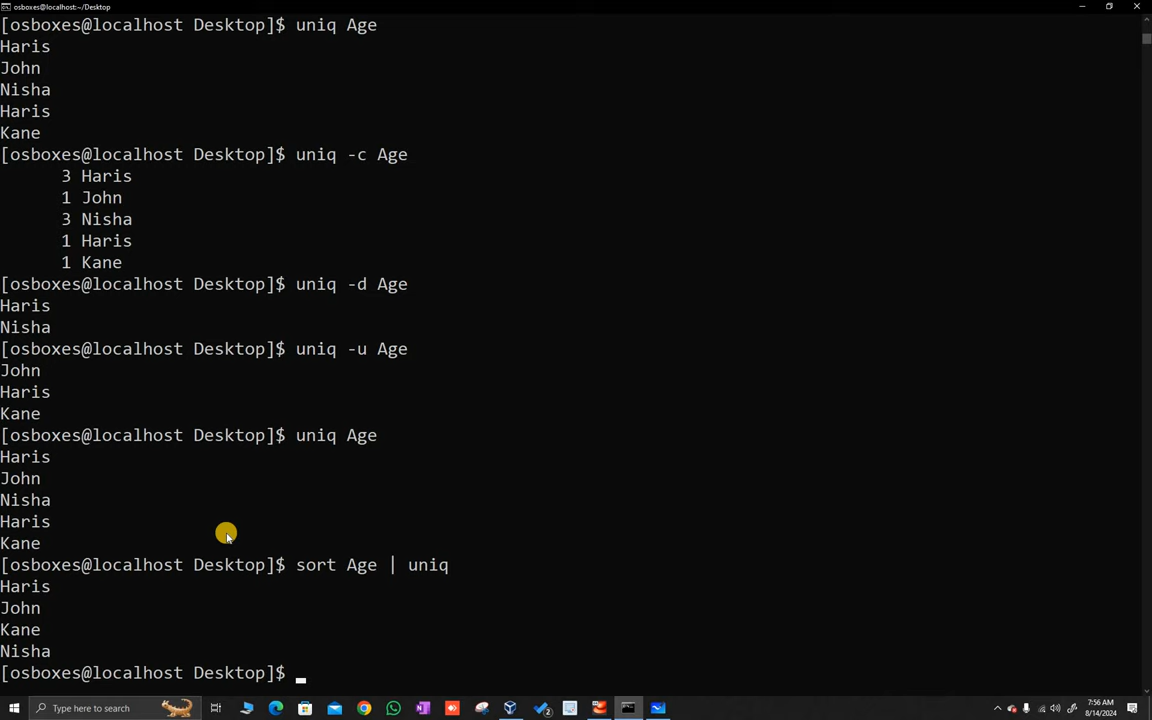 osboxes@localhost:~/Desktop
[osboxes@localhost Desktop]$ uniq Age
Haris
John
Nisha
Haris
Kane
[osboxes@localhost Desktop]$ uniq -c Age
      3 Haris
      1 John
      3 Nisha
      1 Haris
      1 Kane
[osboxes@localhost Desktop]$ uniq -d Age
Haris
Nisha
[osboxes@localhost Desktop]$ uniq -u Age
John
Haris
Kane
[osboxes@localhost Desktop]$ uniq Age
Haris
John
Nisha
Haris
Kane
[osboxes@localhost Desktop]$ sort Age | uniq
Haris
John
Kane
Nisha
[osboxes@localhost Desktop]$
Type here to search
2
7:56 AM
8/14/2024